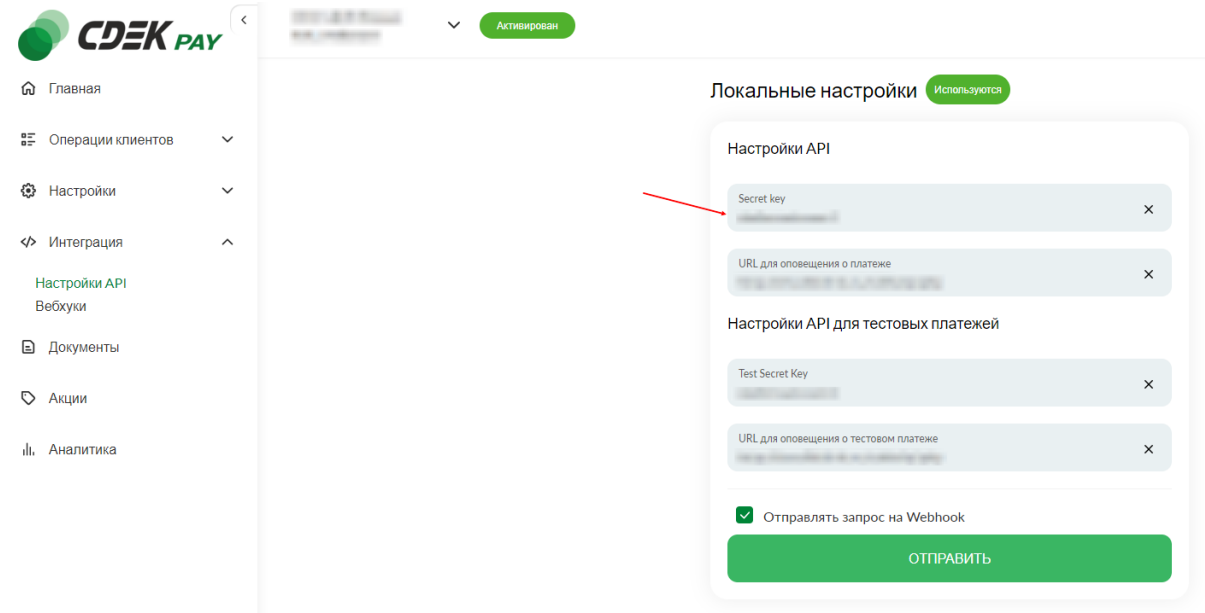 CDEK PAY
Главная
Операции клиентов
Настройки
Интеграция
Настройки API
Вебхуки
Документы
Акции
Аналитика
Активирован
Локальные настройки Используются
Настройки API
Secret key
URL для оповещения о платеже
Настройки API для тестовых платежей
Test Secret Key
URL для оповещения о тестовом платеже
Отправлять запрос на Webhook
ОТПРАВИТЬ